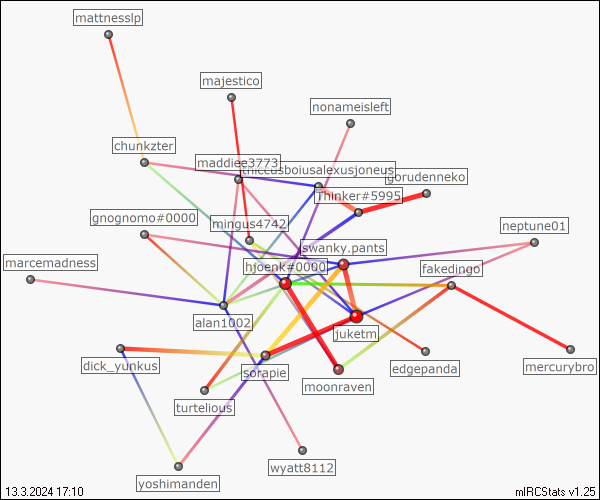 mattnesslp
majestico
nonameisleft
chunkzter
maddiee3773
thiccusboiusalexusjoneus
gorudenneko
Thinker#5995
gnognomo#0000
mingus4742
neptune01
swanky.pants
marcemadness
hjoenk#0000
fakedingo
alan1002
juketm
dick_yunkus
sorapie
edgepanda
mercurybro
moonraven
turtelious
wyatt8112
yoshimanden
13.3.2024 17:10
mIRCStats v1.25